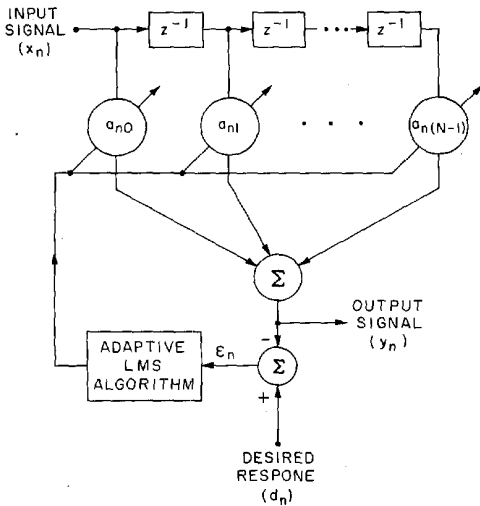 INPUT
SIGNAL
(xₙ)
z⁻¹ z⁻¹ z⁻¹
aₙ₀ aₙ₁ aₙ₍N₋₁₎
Σ
OUTPUT
SIGNAL
(yₙ)
−
ADAPTIVE
LMS
ALGORITHM
εₙ
Σ
+
DESIRED
RESPONE
(dₙ)